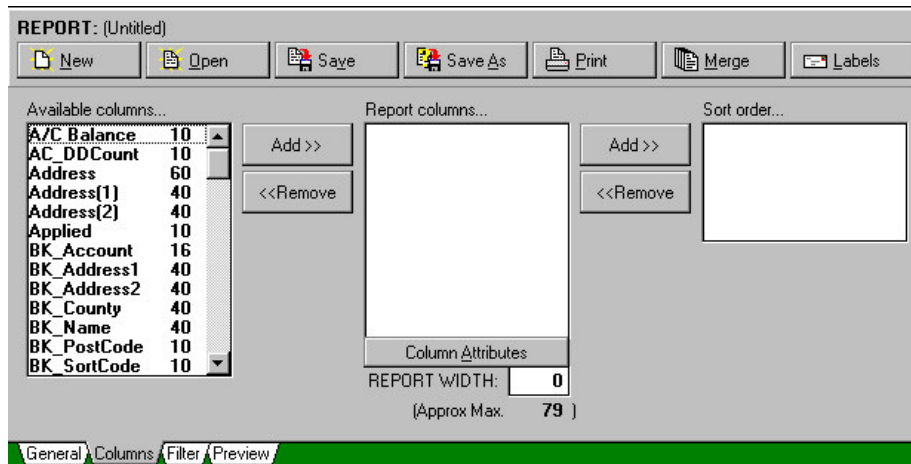 REPORT: (Untitled)
New Open Save Save As Print Merge Labels
Available columns... Report columns... Sort order...
A/C Balance 10
AC_DDCount 10
Address 60
Address(1) 40
Address(2) 40
Applied 10
BK_Account 16
BK_Address1 40
BK_Address2 40
BK_County 40
BK_Name 40
BK_PostCode 10
BK_SortCode 10
Add >>
<<Remove
Add >>
<<Remove
Column Attributes
REPORT WIDTH: 0
(Approx Max. 79 )
General Columns Filter Preview